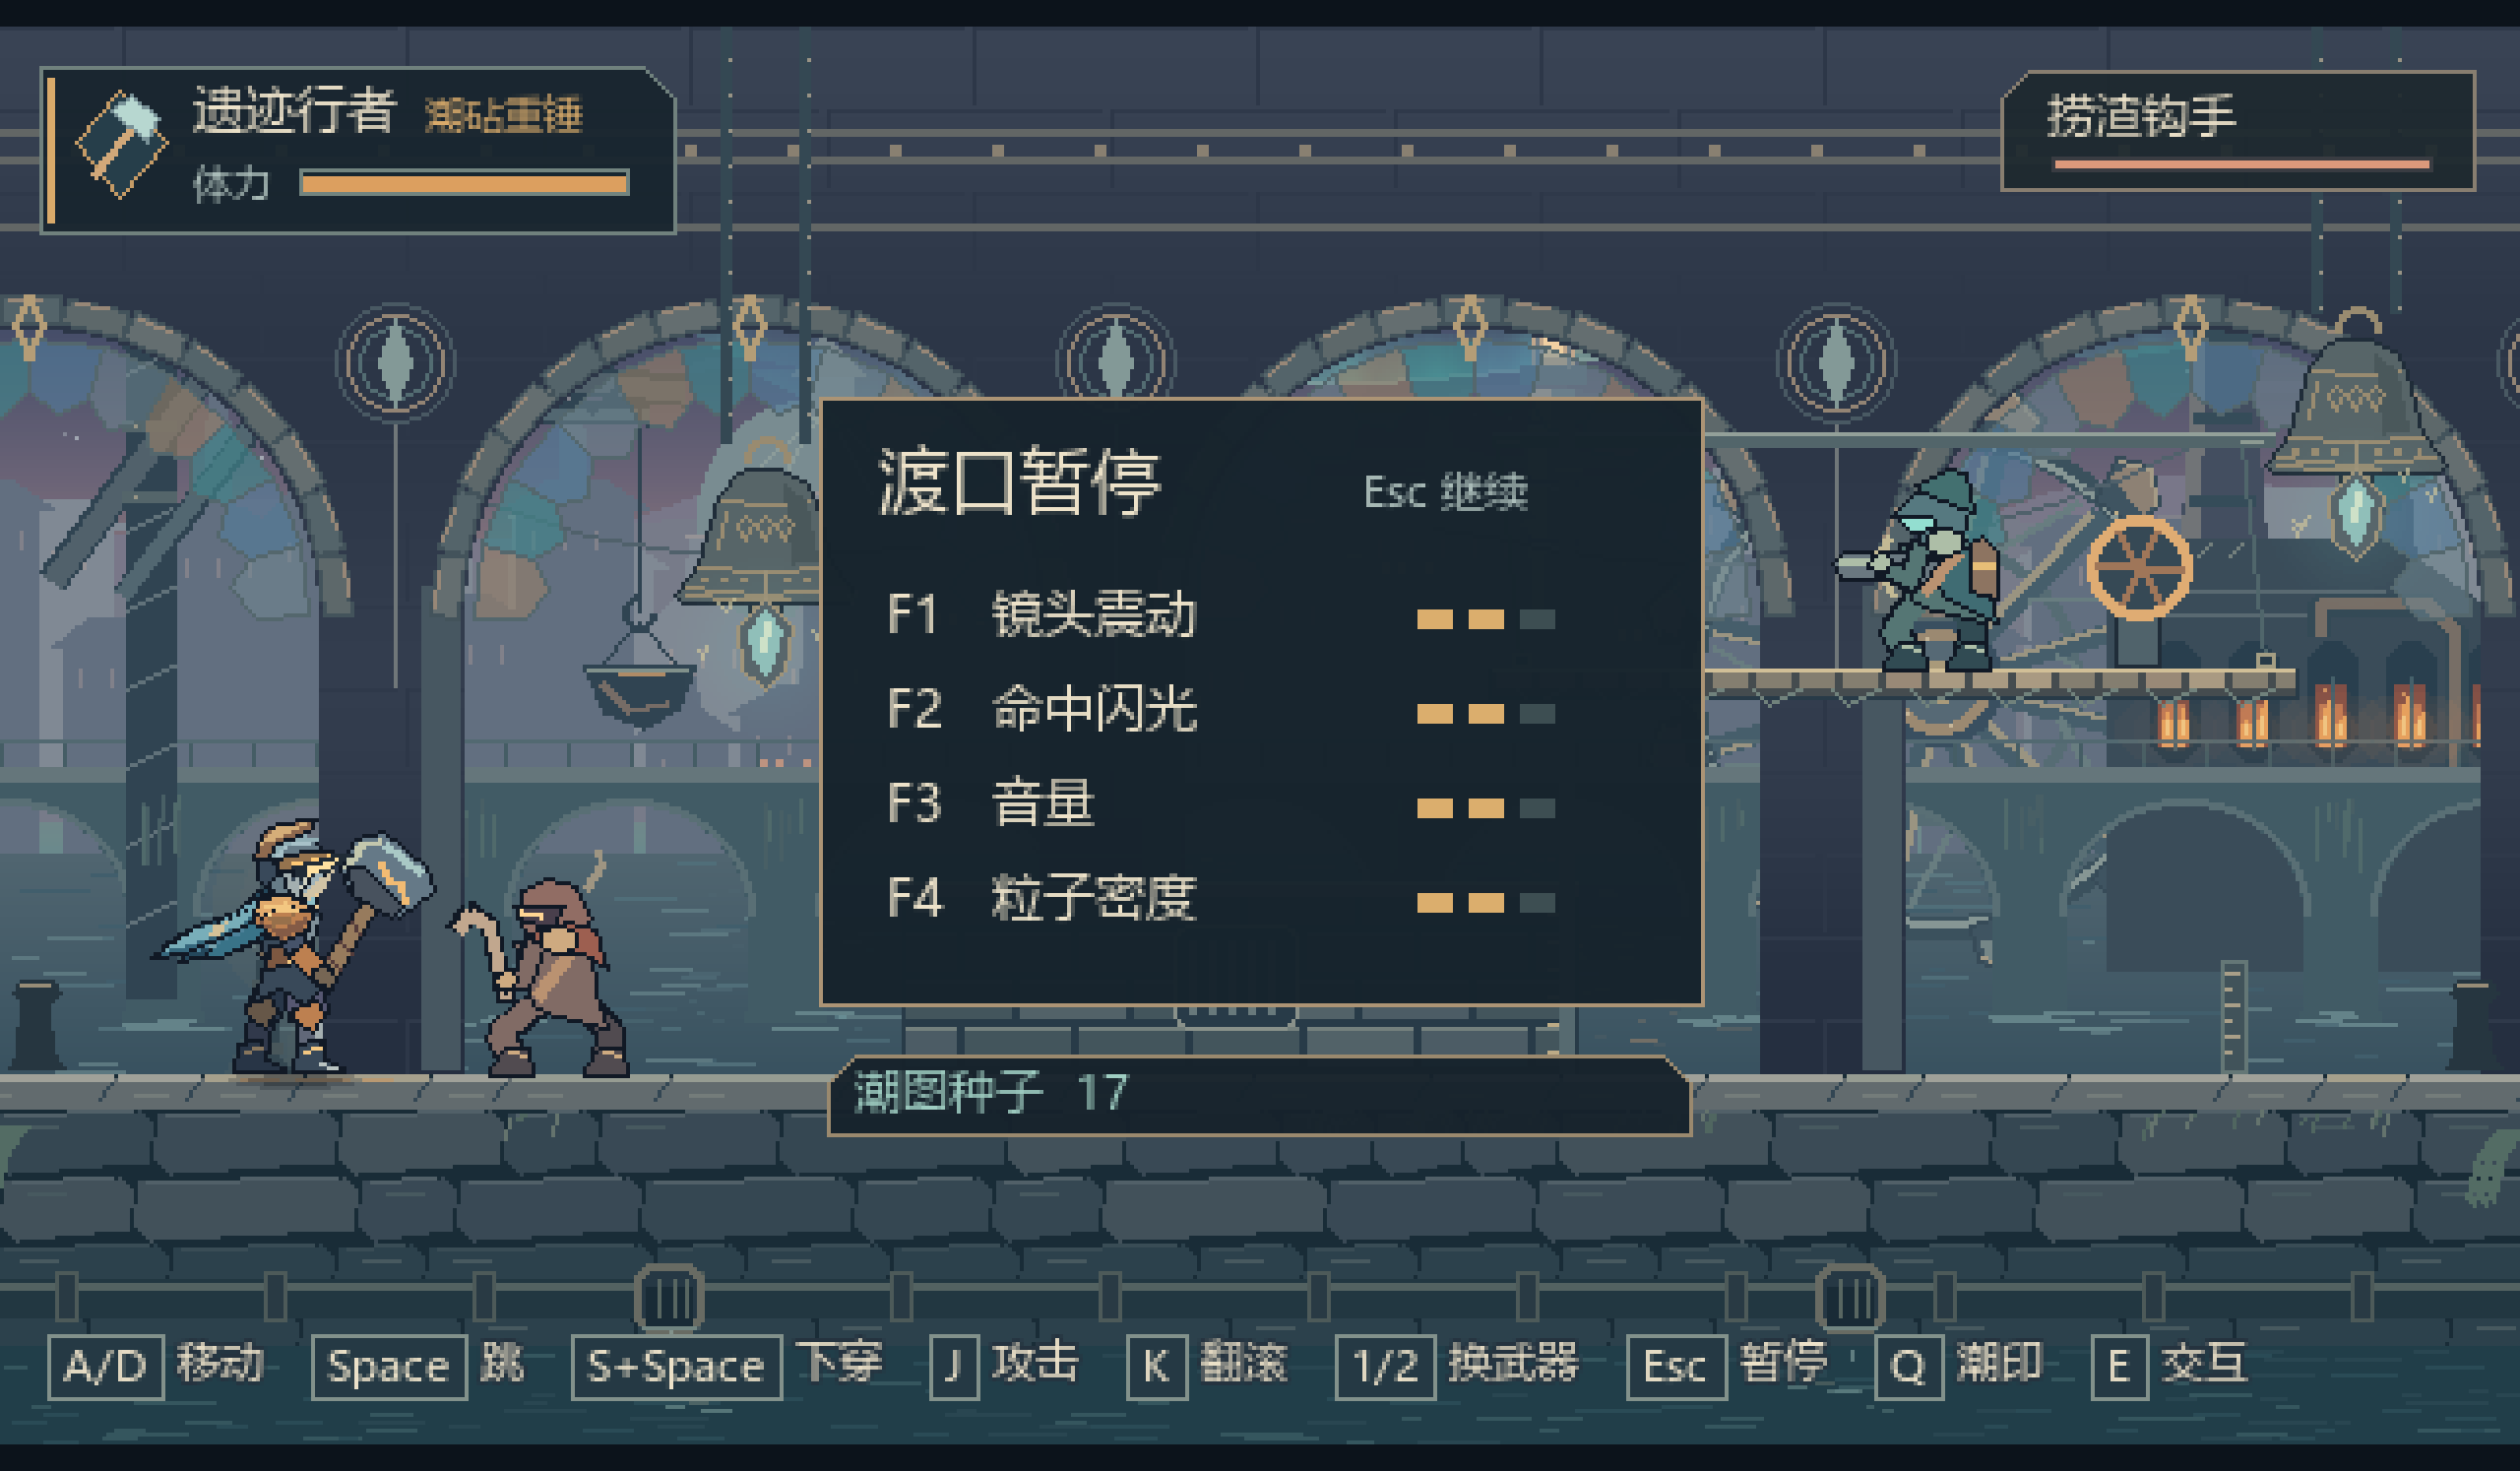 遗迹行者 潮砧重锤
体力
捞渣钩手
渡口暂停 Esc 继续
F1 镜头震动
F2 命中闪光
F3 音量
F4 粒子密度
潮图种子 17
A/D 移动 Space 跳 S+Space 下穿 J 攻击 K 翻滚 1/2 换武器 Esc 暂停 Q 潮印 E 交互